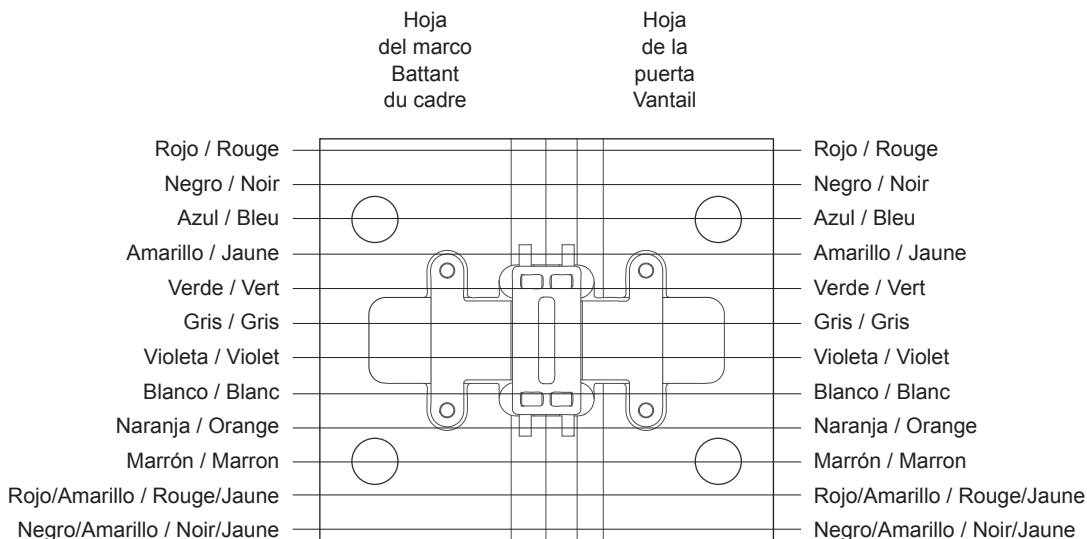 Hoja
del marco
Battant
du cadre
Hoja
de la
puerta
Vantail
Rojo / Rouge
Negro / Noir
Azul / Bleu
Amarillo / Jaune
Verde / Vert
Gris / Gris
Violeta / Violet
Blanco / Blanc
Naranja / Orange
Marrón / Marron
Rojo/Amarillo / Rouge/Jaune
Negro/Amarillo / Noir/Jaune
Rojo / Rouge
Negro / Noir
Azul / Bleu
Amarillo / Jaune
Verde / Vert
Gris / Gris
Violeta / Violet
Blanco / Blanc
Naranja / Orange
Marrón / Marron
Rojo/Amarillo / Rouge/Jaune
Negro/Amarillo / Noir/Jaune